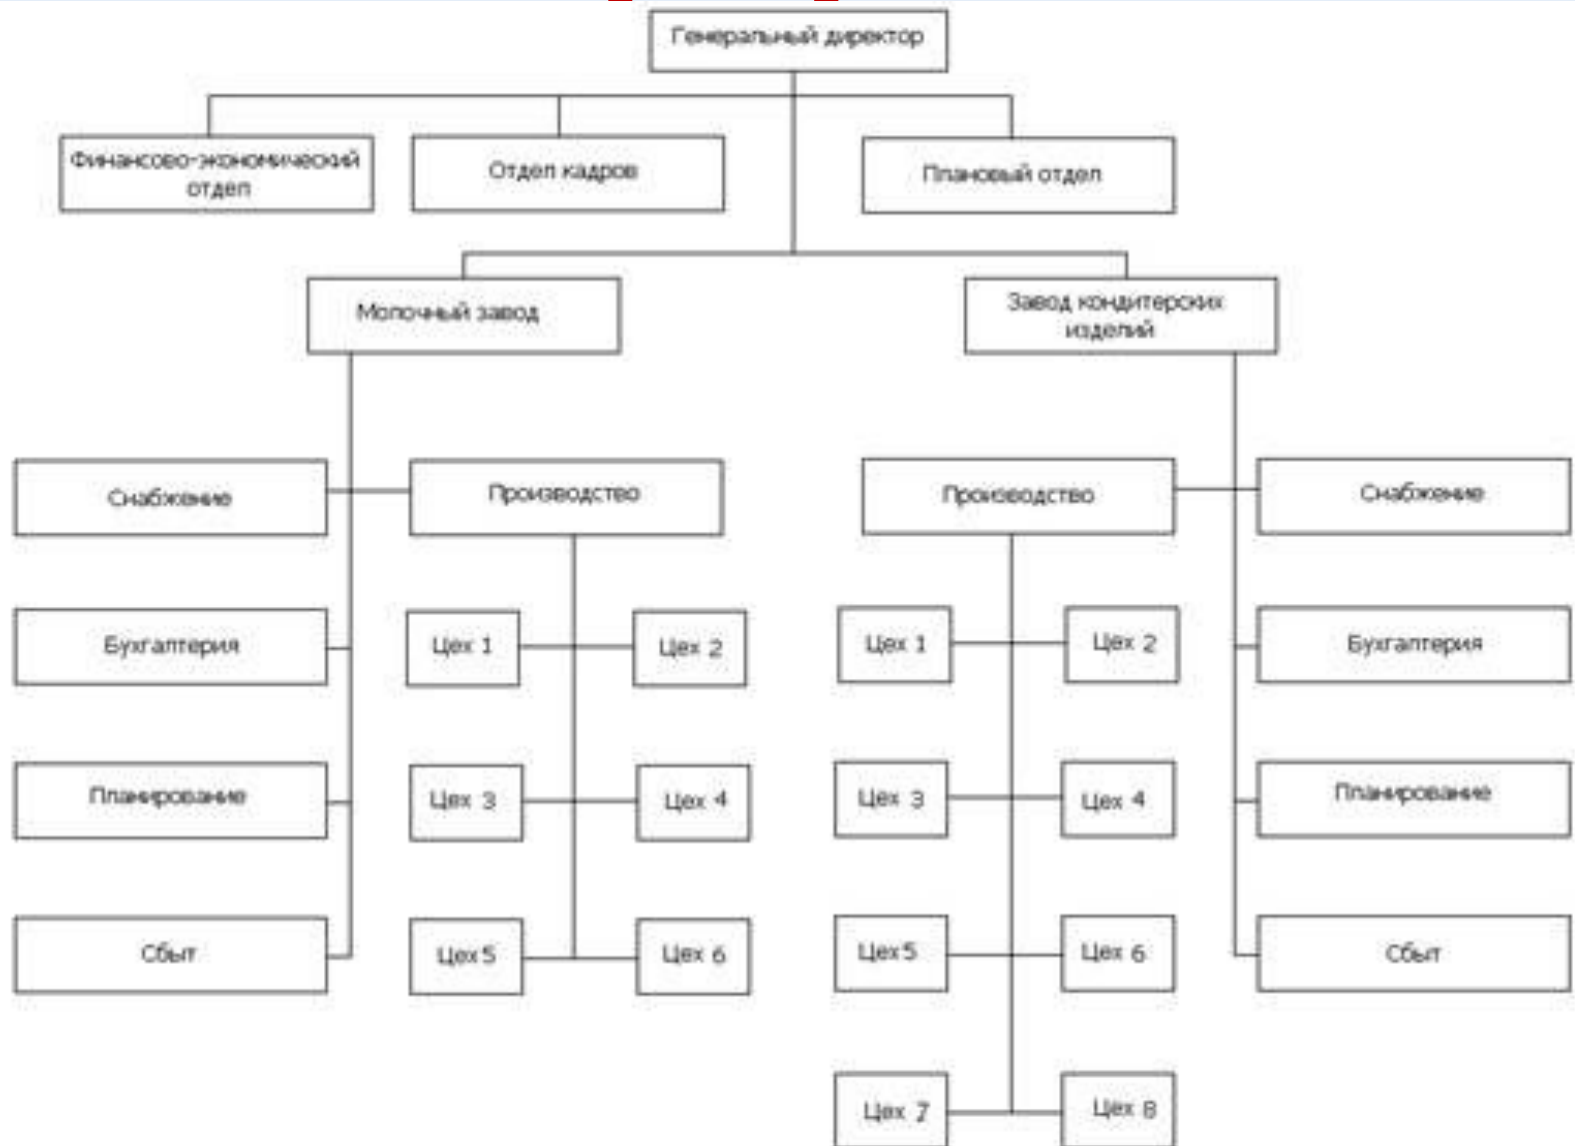 Генеральный директор
Финансово-экономический
отдел
Отдел кадров
Плановый отдел
Молочный завод
Завод кондитерских
изделий
Снабжение
Производство
Производство
Снабжение
Бухгалтерия
Цех 1
Цех 2
Цех 1
Цех 2
Бухгалтерия
Планирование
Цех 3
Цех 4
Цех 3
Цех 4
Планирование
Сбыт
Цех 5
Цех 6
Цех 5
Цех 6
Сбыт
Цех 7
Цех 8